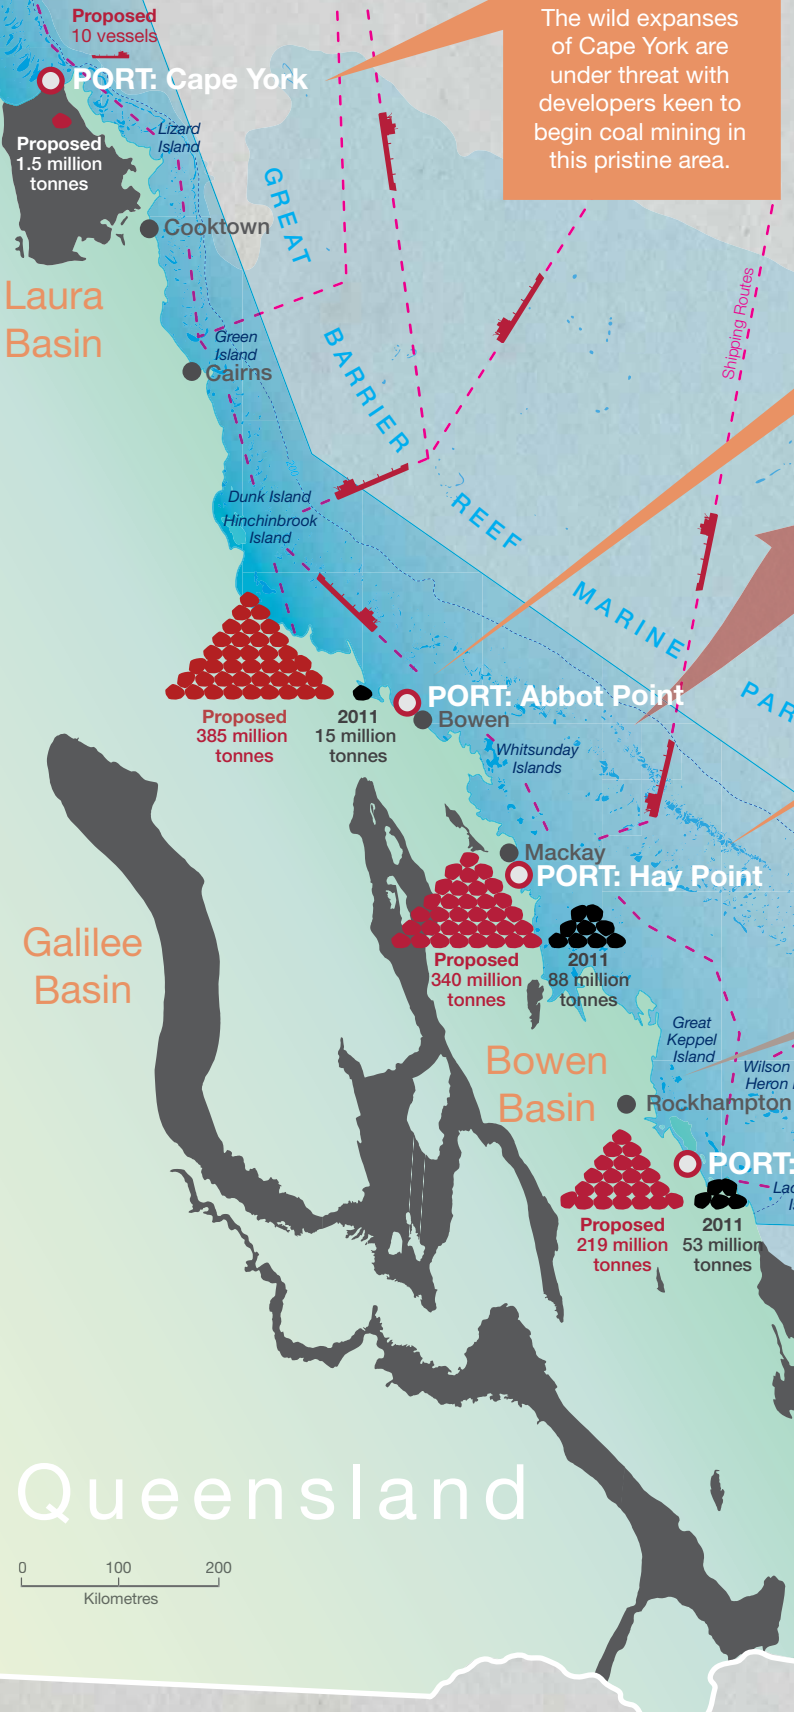 Proposed
10 vessels
The wild expanses
of Cape York are
under threat with
developers keen to
begin coal mining in
this pristine area.
PORT: Cape York
Lizard
Island
Proposed
1.5 million
tonnes
GREAT
Cooktown
Laura
Basin
Shipping Routes
Green
Island
Cairns
BARRIER
200
Dunk Island
REEF
Hinchinbrook
Island
MARINE
PAR
PORT: Abbot Point
Bowen
Proposed
385 million
tonnes
2011
15 million
tonnes
Whitsunday
Islands
Mackay
PORT: Hay Point
Galilee
Basin
Proposed
340 million
tonnes
2011
88 million
tonnes
Great
Keppel
Island
Bowen
Basin
Wilson
Heron
Rockhampton
PORT:
Proposed
219 million
tonnes
2011
53 million
tonnes
Queensland
0 100 200
Kilometres